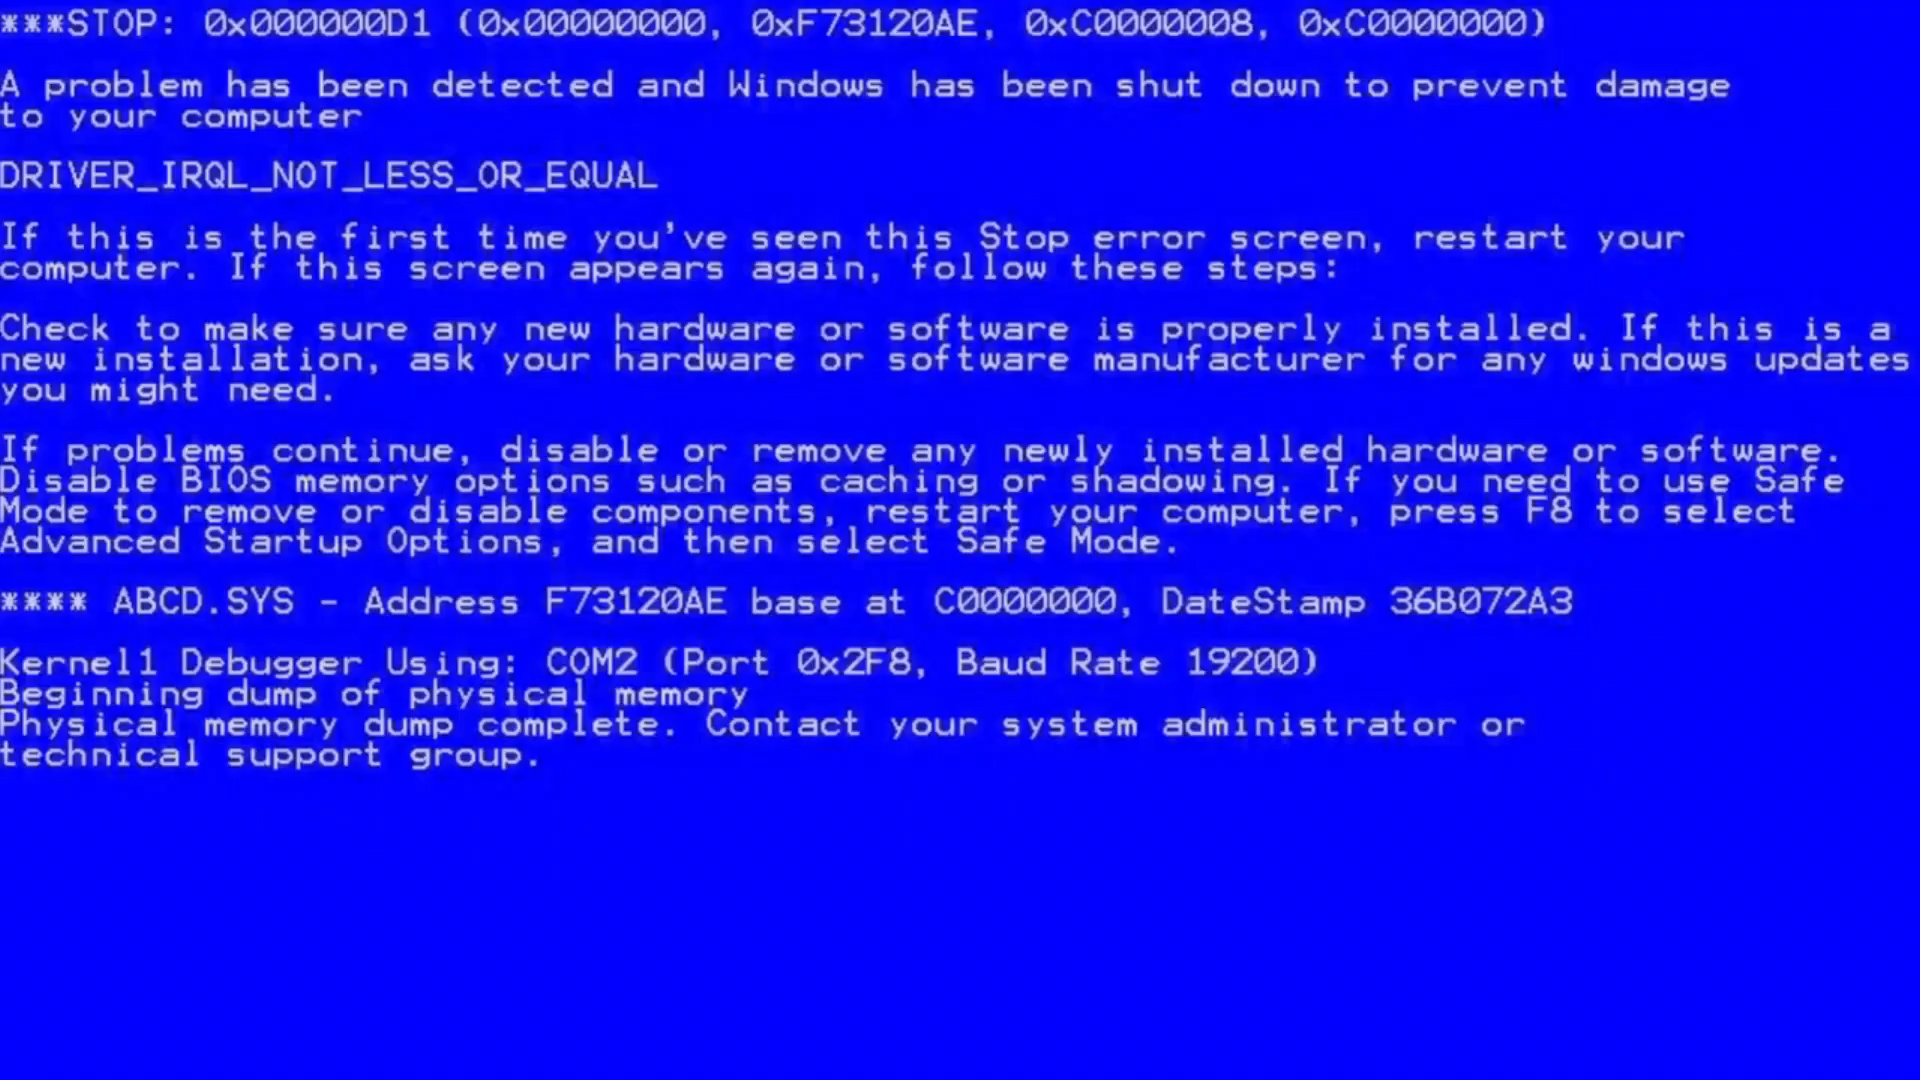 ***STOP: 0x000000D1 (0x00000000, 0xF73120AE, 0xC0000008, 0xC0000000)
A problem has been detected and Windows has been shut down to prevent damage
to your computer
DRIVER_IRQL_NOT_LESS_OR_EQUAL
If this is the first time you've seen this Stop error screen, restart your
computer. If this screen appears again, follow these steps:
Check to make sure any new hardware or software is properly installed. If this is a
new installation, ask your hardware or software manufacturer for any windows updates
you might need.
If problems continue, disable or remove any newly installed hardware or software.
Disable BIOS memory options such as caching or shadowing. If you need to use Safe
Mode to remove or disable components, restart your computer, press F8 to select
Advanced Startup Options, and then select Safe Mode.
**** ABCD.SYS - Address F73120AE base at C0000000, DateStamp 36B072A3
Kernel1 Debugger Using: COM2 (Port 0x2F8, Baud Rate 19200)
Beginning dump of physical memory
Physical memory dump complete. Contact your system administrator or
technical support group.